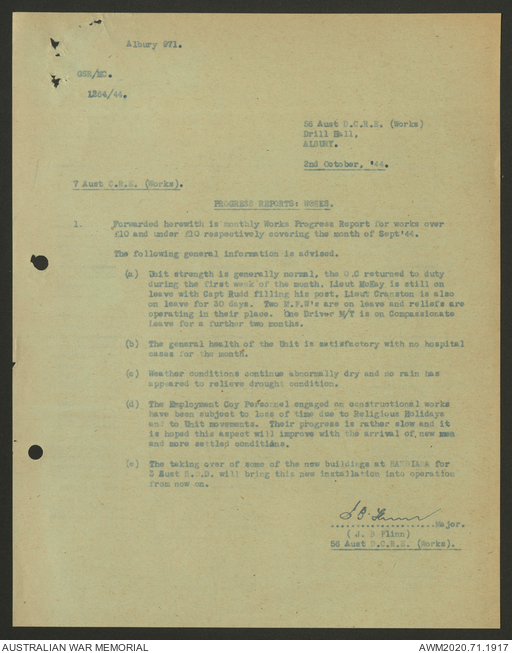 Albury 971.
GSR/MC.
1264/44.
56 Aust D.C.R.E. (Works)
Drill Hall,
ALBURY.
2nd October, '44.
7 Aust C.R.E. (Works).
PROGRESS REPORTS: WORKS.
1. Forwarded herewith is monthly Works Progress Report for works over
£10 and under £10 respectively covering the month of Sept'44.
The following general information is advised.
(a) Unit strength is generally normal, the O.C returned to duty
during the first week of the month. Lieut McKay is still on
leave with Capt Rudd filling his post, Lieut Cranston is also
on leave for 30 days. Two M.F.N's are on leave and reliefs are
operating in their place. One Driver M/T is on Compassionate
Leave for a further two months.
(b) The general health of the Unit is satisfactory with no hospital
cases for the month.
(c) Weather conditions continue abnormally dry and no rain has
appeared to relieve drought condition.
(d) The Employment Coy Personnel engaged on constructional works
have been subject to loss of time due to Religious Holidays
and to Unit movements. Their progress is rather slow and it
is hoped this aspect will improve with the arrival of new men
and more settled conditions.
(e) The taking over of some of the new buildings at BANDIANA for
3 Aust B.O.D. will bring this new installation into operation
from now on.
J B Flinn
Major.
( J. B Flinn)
56 Aust D.C.R.E. (Works).
AUSTRALIAN WAR MEMORIAL
AWM2020.71.1917